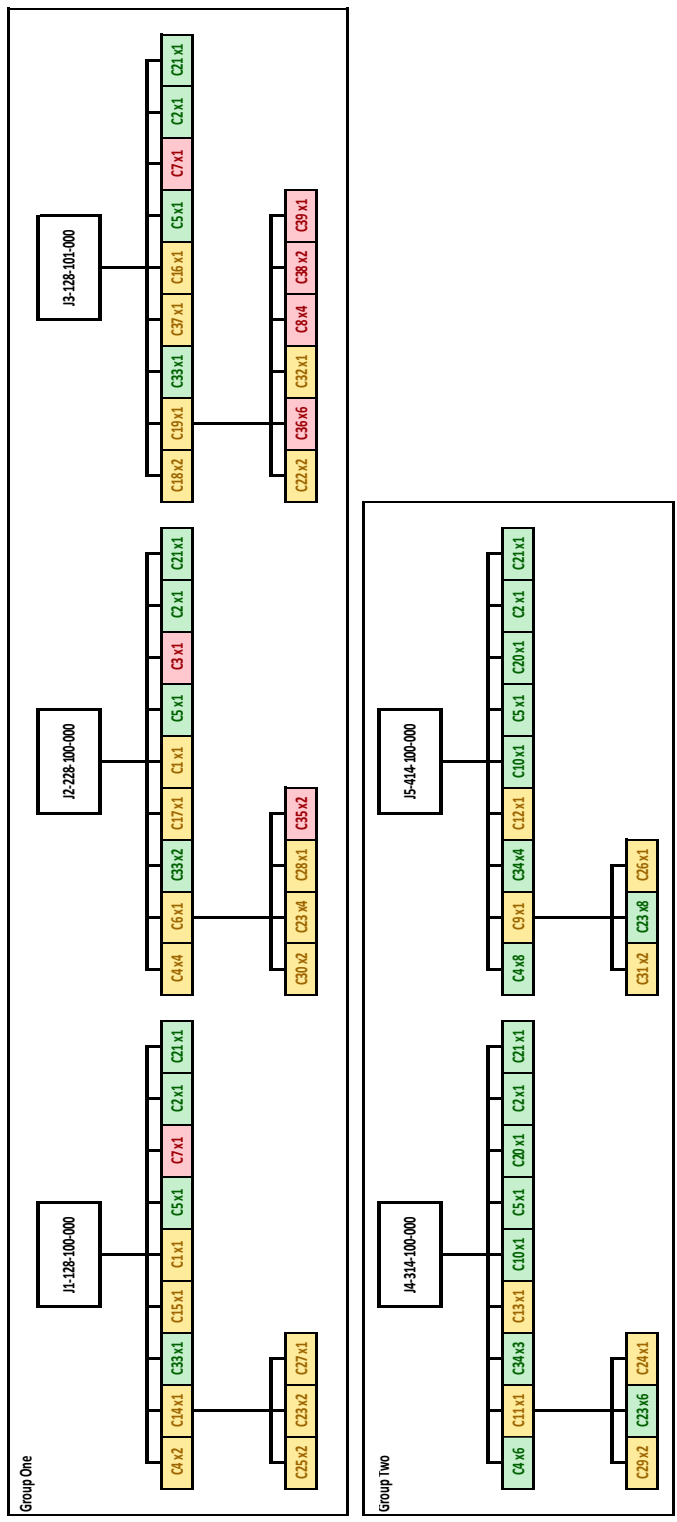 Group One
J1-128-100-000
C4 x2
C14 x1
C33 x1
C15 x1
C1 x1
C5 x1
C7 x1
C2 x1
C21 x1
C25 x2
C23 x2
C27 x1
J2-228-100-000
C4 x4
C6 x1
C33 x2
C17 x1
C1 x1
C5 x1
C3 x1
C2 x1
C21 x1
C30 x2
C23 x4
C28 x1
C35 x2
J3-128-101-000
C18 x2
C19 x1
C33 x1
C37 x1
C16 x1
C5 x1
C7 x1
C2 x1
C21 x1
C22 x2
C36 x6
C32 x1
C8 x4
C38 x2
C39 x1
Group Two
J4-314-100-000
C4 x6
C11 x1
C34 x3
C13 x1
C10 x1
C5 x1
C20 x1
C2 x1
C21 x1
C29 x2
C23 x6
C24 x1
J5-414-100-000
C4 x8
C9 x1
C34 x4
C12 x1
C10 x1
C5 x1
C20 x1
C2 x1
C21 x1
C31 x2
C23 x8
C26 x1